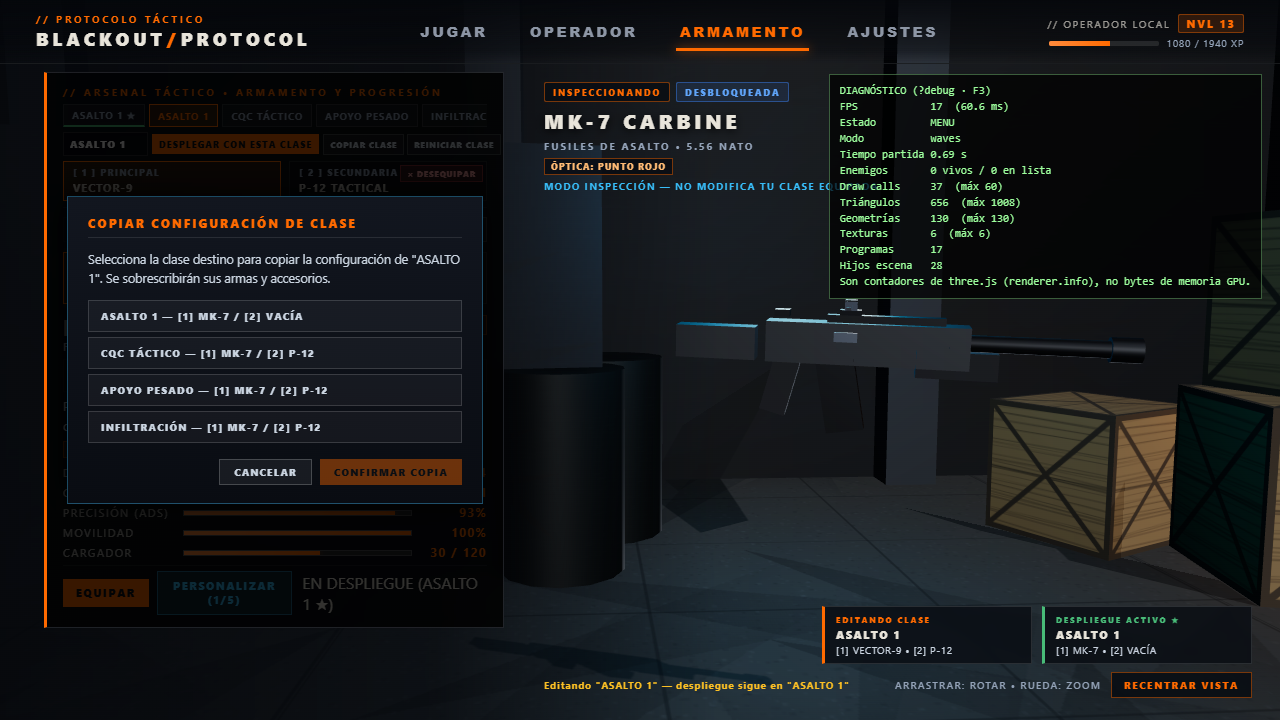 // PROTOCOLO TÁCTICO
BLACKOUT/PROTOCOL
JUGAR
OPERADOR
ARMAMENTO
AJUSTES
// OPERADOR LOCAL
NVL 13
1080 / 1940 XP
// ARSENAL TÁCTICO • ARMAMENTO Y PROGRESIÓN
ASALTO 1 ★
ASALTO 1
CQC TÁCTICO
APOYO PESADO
INFILTRAC
ASALTO 1
DESPLEGAR CON ESTA CLASE
COPIAR CLASE
REINICIAR CLASE
[ 1 ] PRINCIPAL
VECTOR-9
[ 2 ] SECUNDARIA
× DESEQUIPAR
P-12 TACTICAL
COPIAR CONFIGURACIÓN DE CLASE
Selecciona la clase destino para copiar la configuración de "ASALTO
1". Se sobrescribirán sus armas y accesorios.
ASALTO 1 — [1] MK-7 / [2] VACÍA
CQC TÁCTICO — [1] MK-7 / [2] P-12
APOYO PESADO — [1] MK-7 / [2] P-12
INFILTRACIÓN — [1] MK-7 / [2] P-12
CANCELAR
CONFIRMAR COPIA
PRECISIÓN (ADS)
93%
MOVILIDAD
100%
CARGADOR
30 / 120
EQUIPAR
PERSONALIZAR
(1/5)
EN DESPLIEGUE (ASALTO
1 ★)
INSPECCIONANDO
DESBLOQUEADA
MK-7 CARBINE
FUSILES DE ASALTO • 5.56 NATO
ÓPTICA: PUNTO ROJO
MODO INSPECCIÓN — NO MODIFICA TU CLASE
DIAGNÓSTICO (?debug · F3)
FPS 17 (60.6 ms)
Estado MENU
Modo waves
Tiempo partida 0.69 s
Enemigos 0 vivos / 0 en lista
Draw calls 37 (máx 60)
Triángulos 656 (máx 1008)
Geometrías 130 (máx 130)
Texturas 6 (máx 6)
Programas 17
Hijos escena 28
Son contadores de three.js (renderer.info), no bytes de memoria GPU.
EDITANDO CLASE
ASALTO 1
[1] VECTOR-9 • [2] P-12
DESPLIEGUE ACTIVO ★
ASALTO 1
[1] MK-7 • [2] VACÍA
Editando "ASALTO 1" — despliegue sigue en "ASALTO 1"
ARRASTRAR: ROTAR • RUEDA: ZOOM
RECENTRAR VISTA